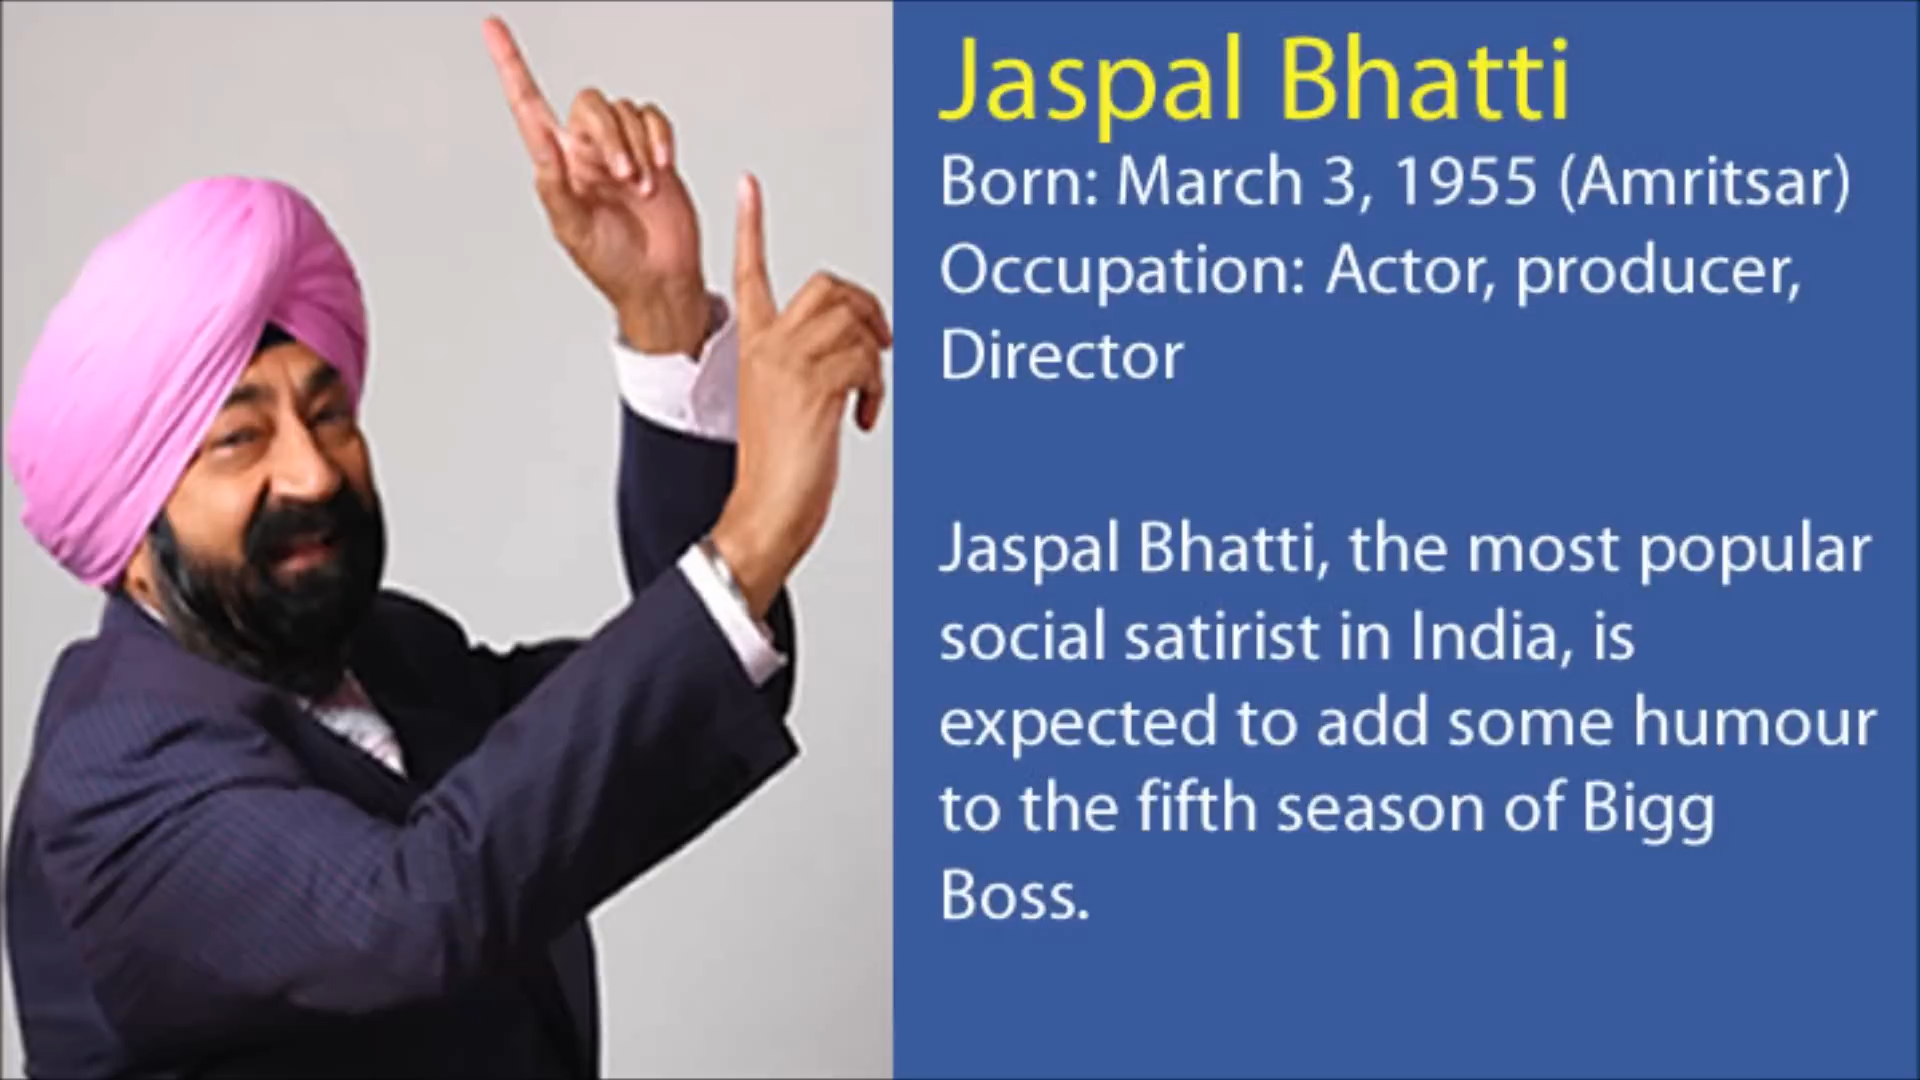 Jaspal Bhatti
Born: March 3, 1955 (Amritsar)
Occupation: Actor, producer,
Director
Jaspal Bhatti, the most popular
social satirist in India, is
expected to add some humour
to the fifth season of Bigg
Boss.